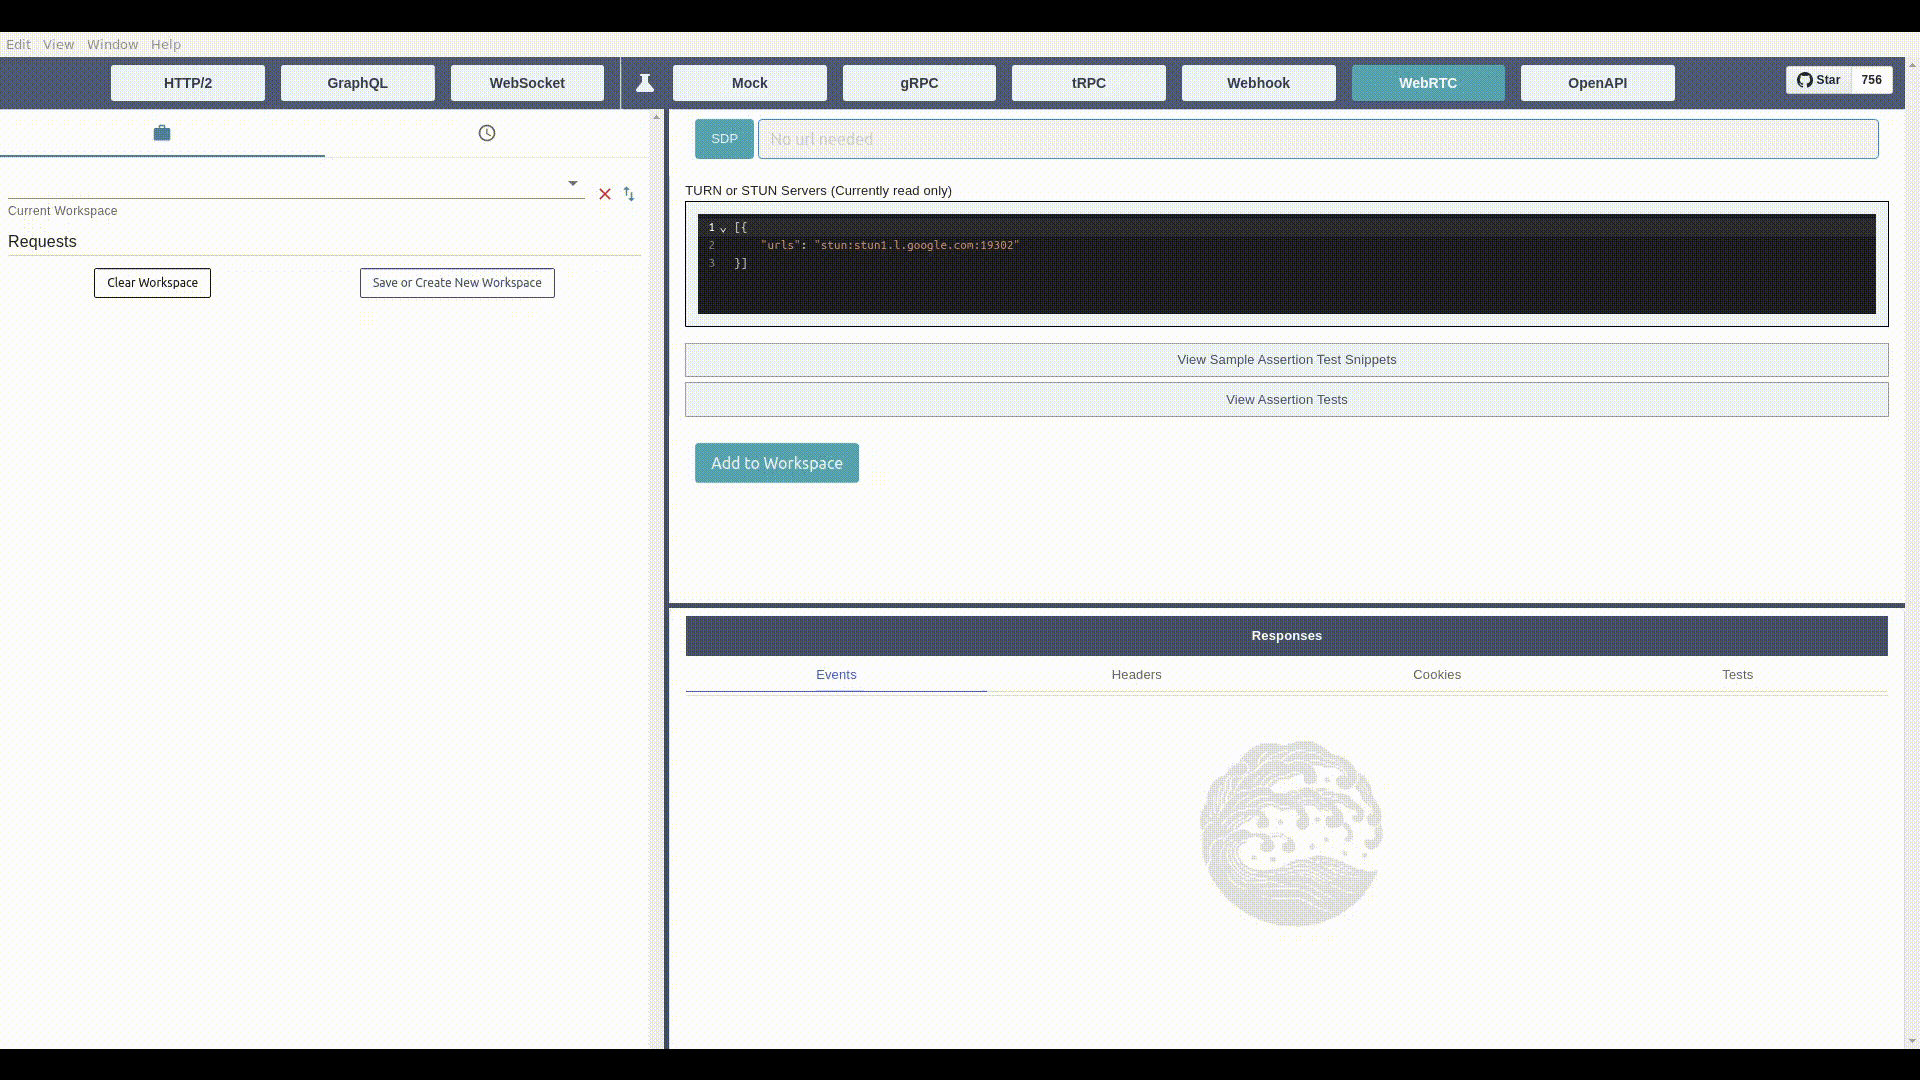 Edit View Window Help
HTTP/2 GraphQL WebSocket Mock gRPC tRPC Webhook WebRTC OpenAPI Star 756
Current Workspace
Requests
Clear Workspace Save or Create New Workspace
SDP No url needed
TURN or STUN Servers (Currently read only)
1 [{
2 "urls": "stun:stun1.l.google.com:19302"
3 }]
View Sample Assertion Test Snippets
View Assertion Tests
Add to Workspace
Responses
Events Headers Cookies Tests